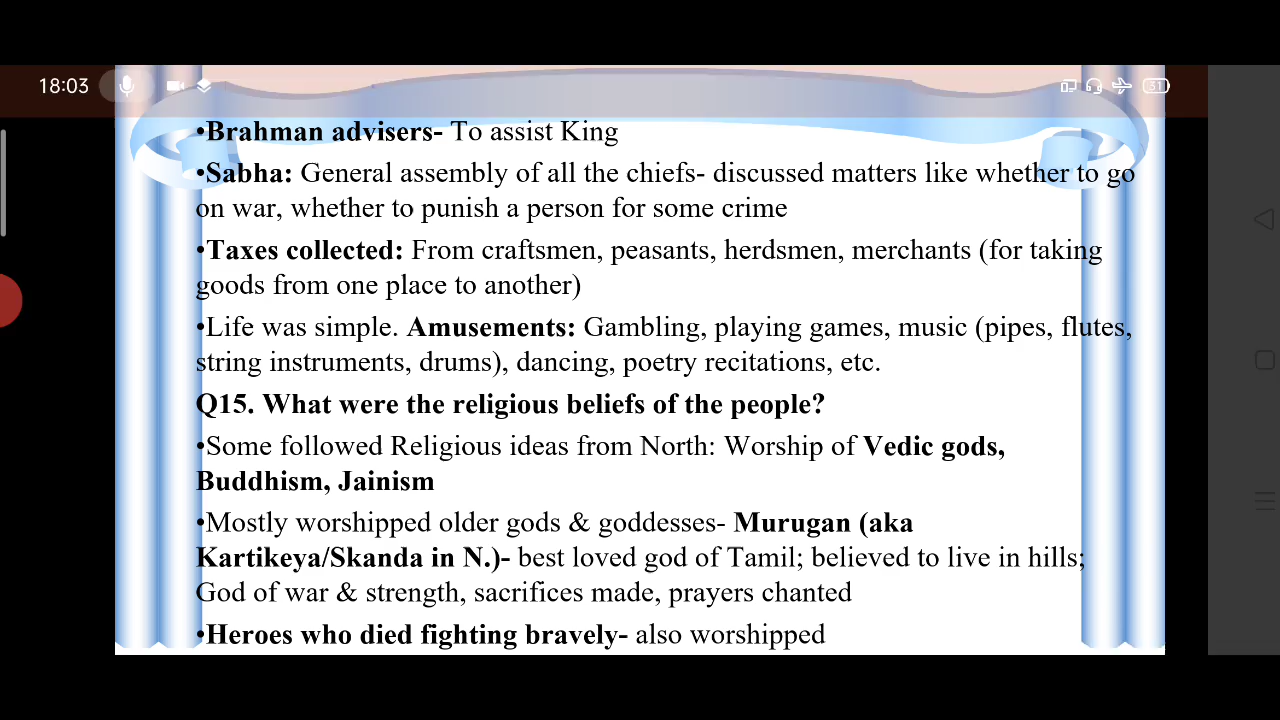 18:03
31
•Brahman advisers- To assist King
•Sabha: General assembly of all the chiefs- discussed matters like whether to go
on war, whether to punish a person for some crime
•Taxes collected: From craftsmen, peasants, herdsmen, merchants (for taking
goods from one place to another)
•Life was simple. Amusements: Gambling, playing games, music (pipes, flutes,
string instruments, drums), dancing, poetry recitations, etc.
Q15. What were the religious beliefs of the people?
•Some followed Religious ideas from North: Worship of Vedic gods,
Buddhism, Jainism
•Mostly worshipped older gods & goddesses- Murugan (aka
Kartikeya/Skanda in N.)- best loved god of Tamil; believed to live in hills;
God of war & strength, sacrifices made, prayers chanted
•Heroes who died fighting bravely- also worshipped